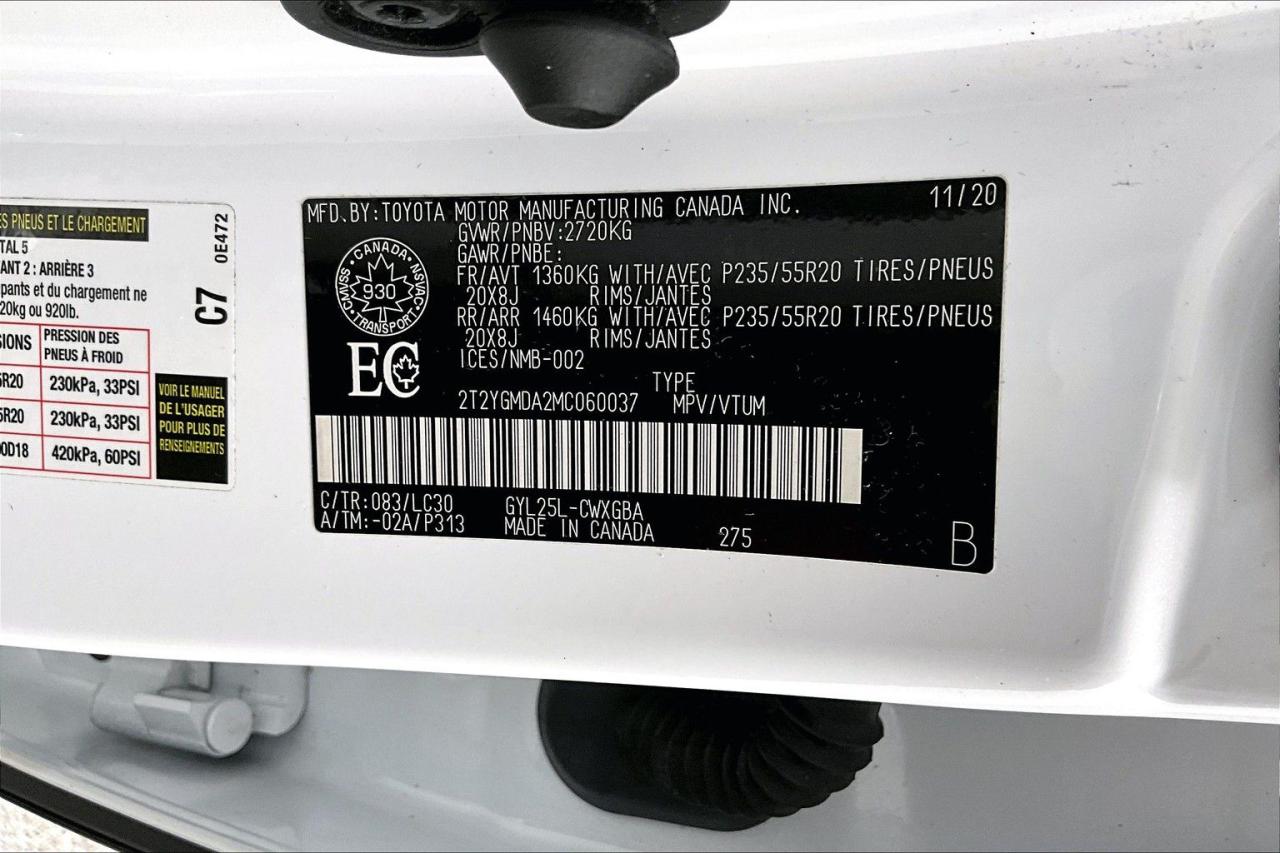 ES PNEUS ET LE CHARGEMENT
TAL 5
ANT 2 : ARRIÈRE 3
pants et du chargement ne
20kg ou 920lb.
SIONS
PRESSION DES
PNEUS À FROID
5R20
230kPa, 33PSI
5R20
230kPa, 33PSI
0D18
420kPa, 60PSI
VOIR LE MANUEL
DE L'USAGER
POUR PLUS DE
RENSEIGNEMENTS
C7
0E472
MFD.BY:TOYOTA MOTOR MANUFACTURING CANADA INC. 11/20
GVWR/PNBV:2720KG
GAWR/PNBE:
FR/AVT 1360KG WITH/AVEC P235/55R20 TIRES/PNEUS
20X8J RIMS/JANTES
RR/ARR 1460KG WITH/AVEC P235/55R20 TIRES/PNEUS
20X8J RIMS/JANTES
ICES/NMB-002
CANADA
CMVSS
930
NSVAC
TRANSPORT
EC
TYPE
2T2YGMDA2MC060037 MPV/VTUM
C/TR:083/LC30 GYL25L-CWXGBA
A/TM:-02A/P313 MADE IN CANADA 275
B